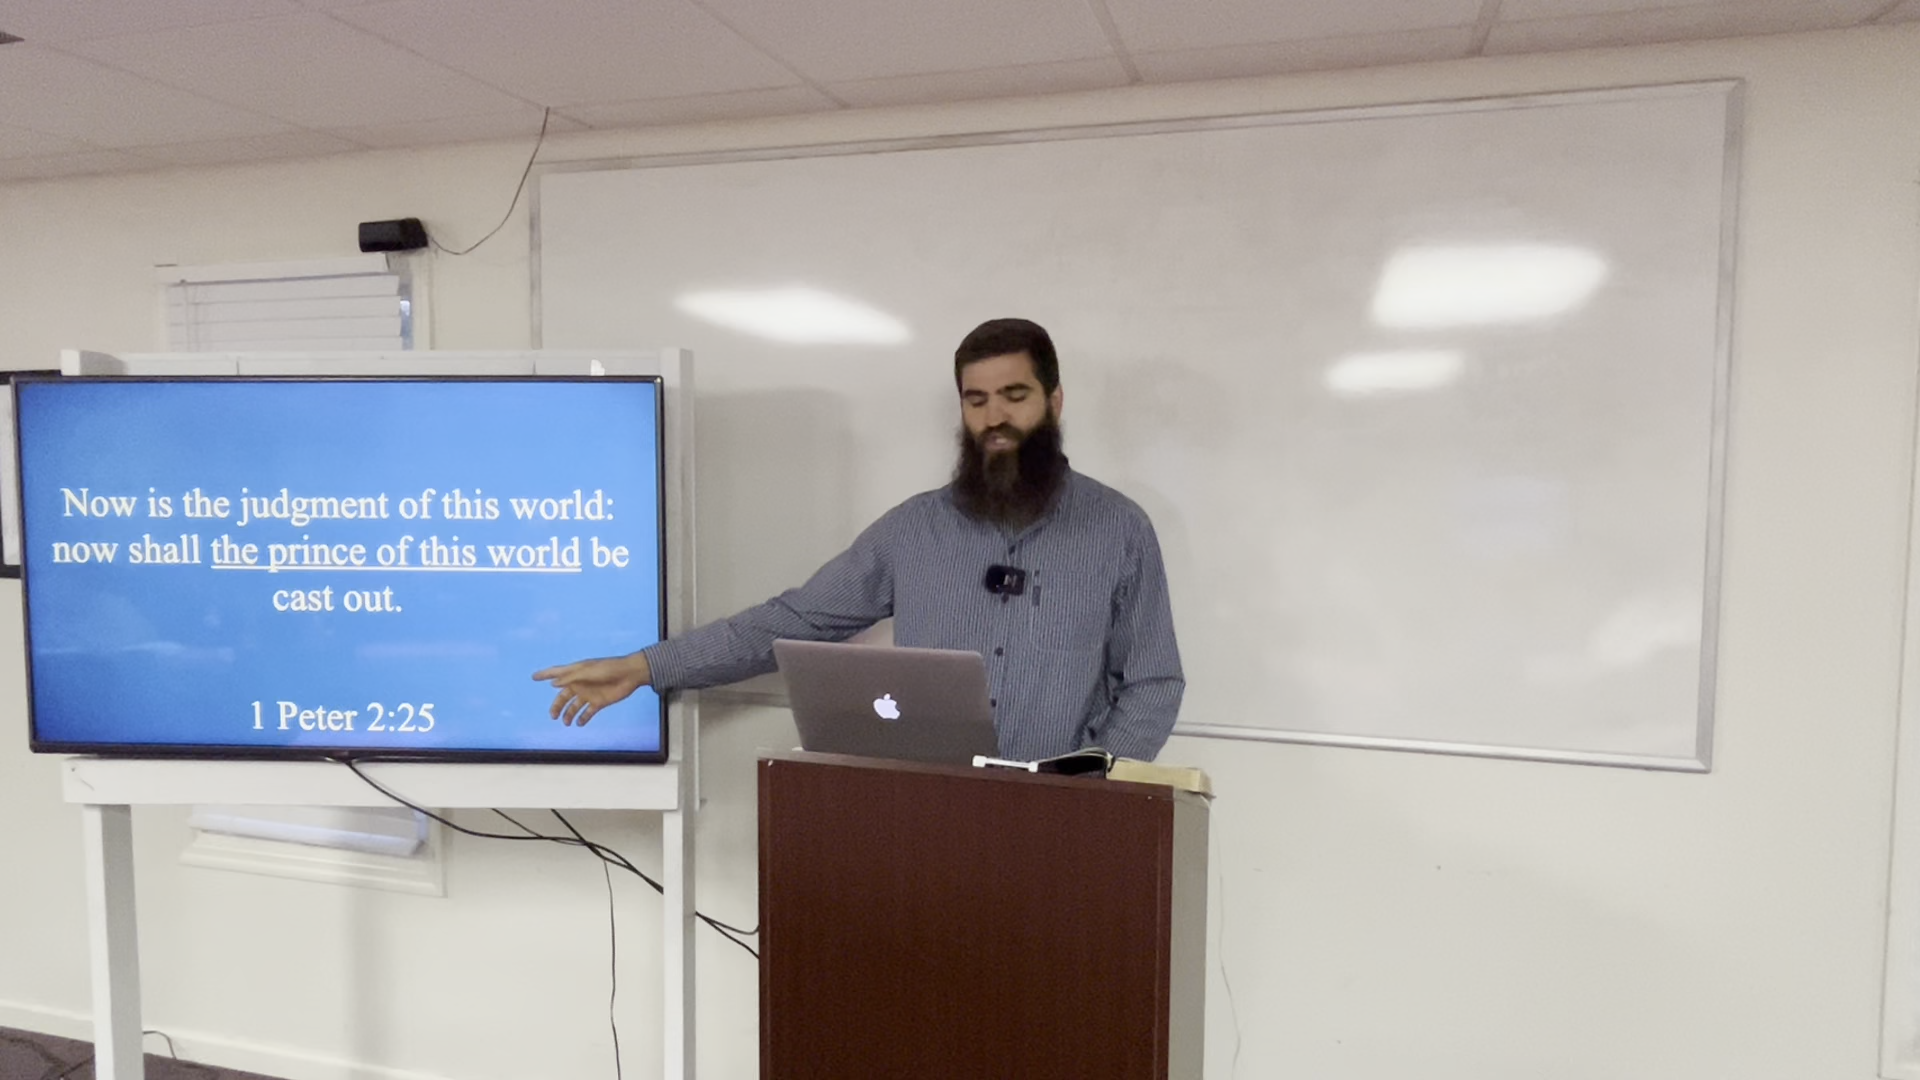 Now is the judgment of this world:
now shall the prince of this world be
cast out.
1 Peter 2:25